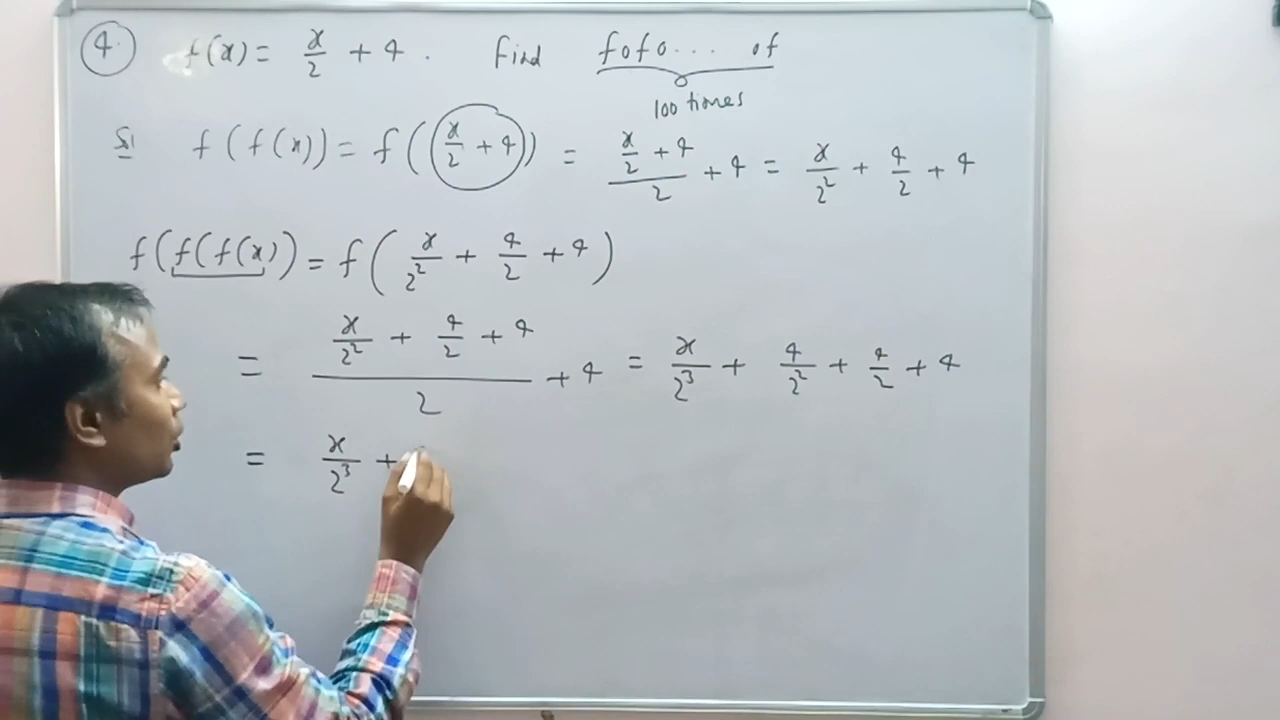 4. f(x) = x/2 + 4 . Find fofo... of
100 times
Sol f(f(x)) = f((x/2 + 4)) = (x/2 + 4)/2 + 4 = x/2² + 4/2 + 4
f(f(f(x)) = f(x/2² + 4/2 + 4)
= (x/2² + 4/2 + 4)/2 + 4 = x/2³ + 4/2² + 4/2 + 4
= x/2³ +